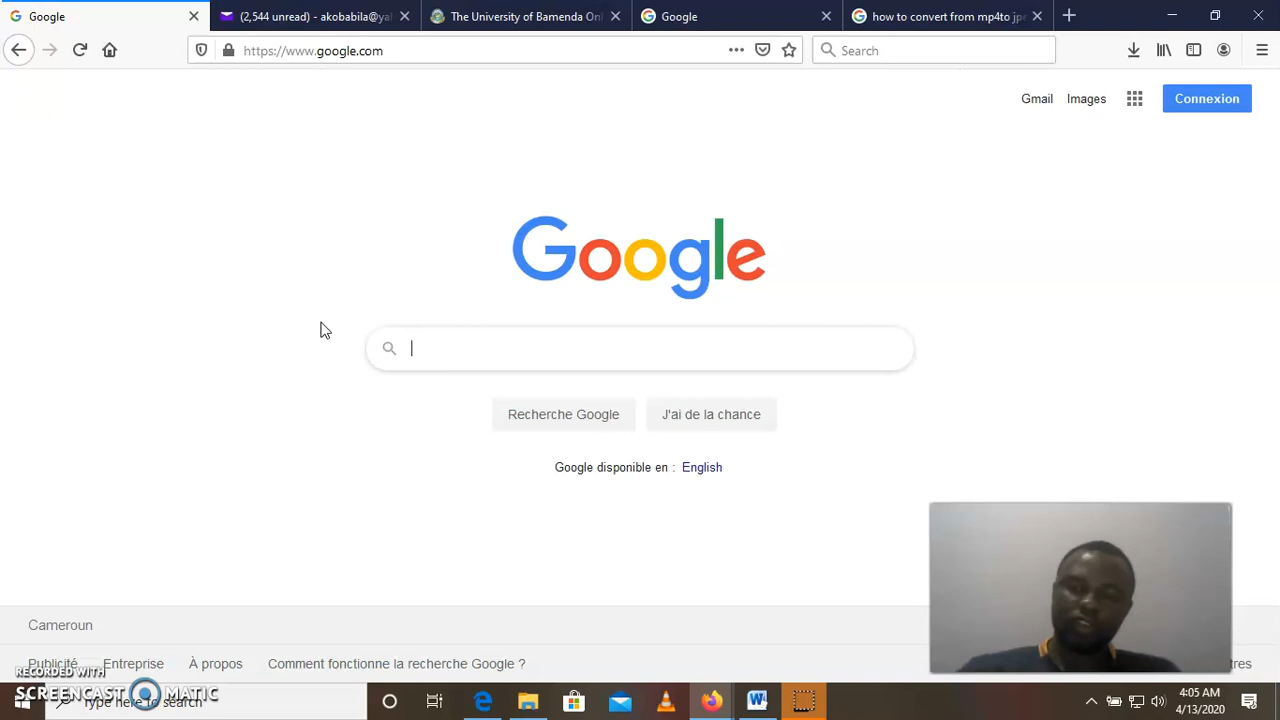 Google
(2,544 unread) - akobabila@ya
The University of Bamenda Onl
Google
how to convert from mp4to jpe
https://www.google.com
Search
Gmail Images Connexion
Google
Recherche Google J'ai de la chance
Google disponible en : English
Cameroun
Publicité Entreprise À propos Comment fonctionne la recherche Google ?
RECORDED WITH
SCREENCAST MATIC
Type here to search
4:05 AM
4/13/2020